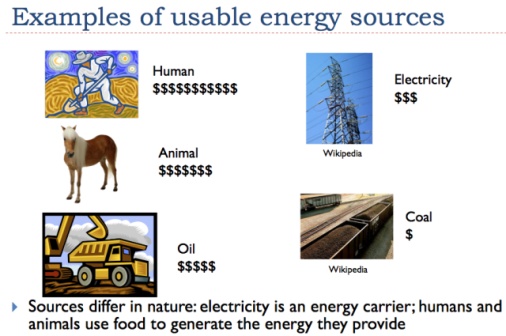 Examples of usable energy sources
Human
$$$$$$$$$$$
Animal
$$$$$$$
Oil
$$$$$
Electricity
$$$
Wikipedia
Coal
$
Wikipedia
Sources differ in nature: electricity is an energy carrier; humans and
animals use food to generate the energy they provide